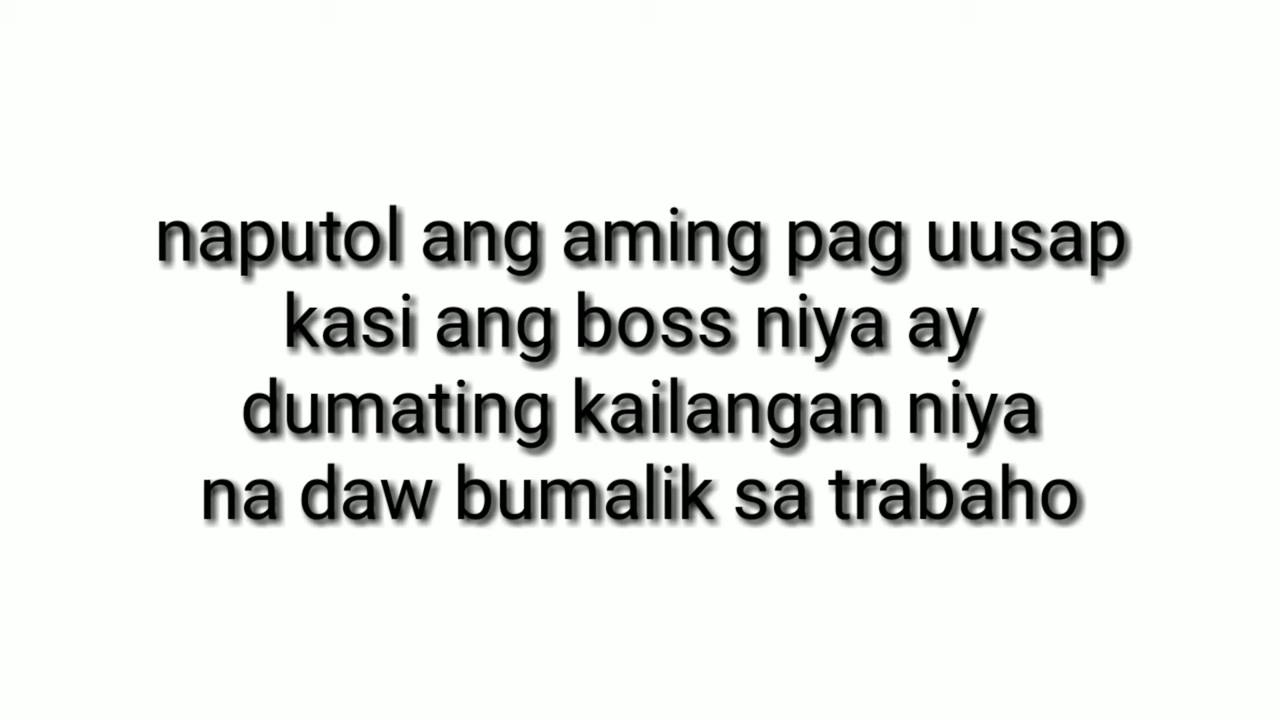 naputol ang aming pag uusap
kasi ang boss niya ay
dumating kailangan niya
na daw bumalik sa trabaho